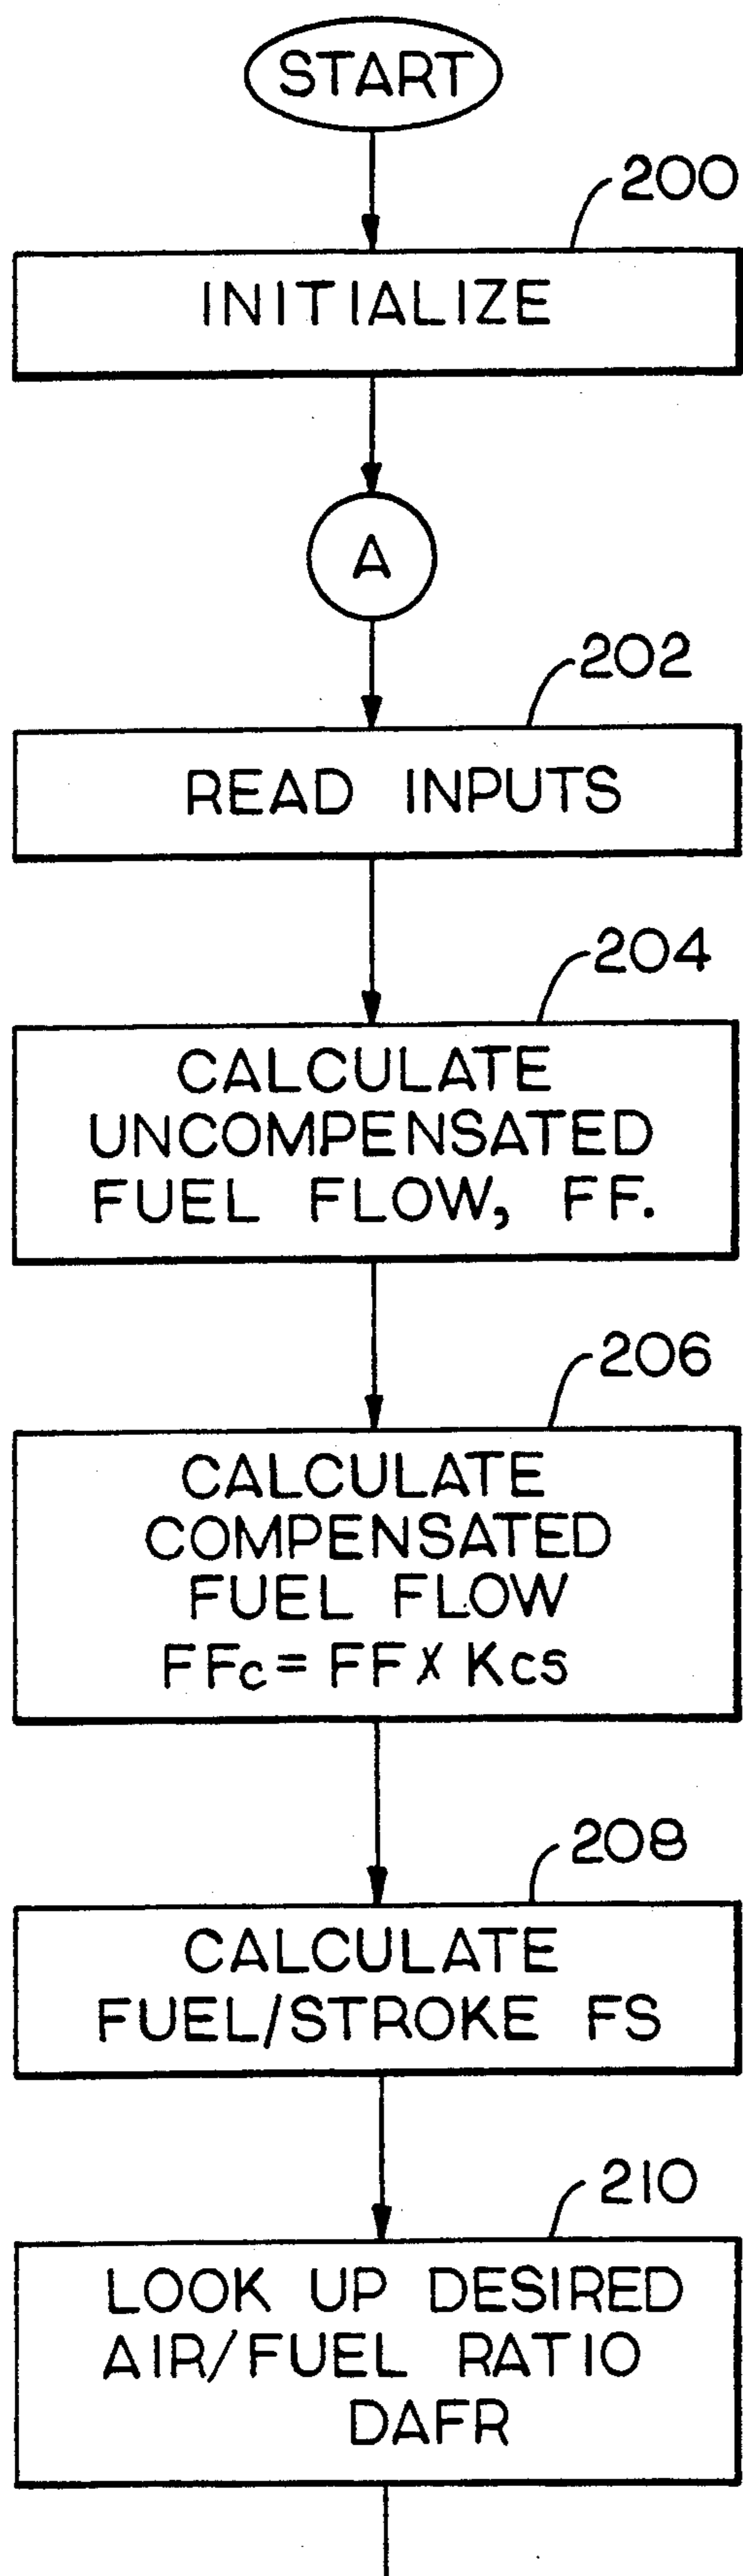 START
200
INITIALIZE
A
202
READ INPUTS
204
CALCULATE
UNCOMPENSATED
FUEL FLOW, FF.
206
CALCULATE
COMPENSATED
FUEL FLOW
FFc = FF X Kcs
208
CALCULATE
FUEL/STROKE FS
210
LOOK UP DESIRED
AIR/FUEL RATIO
DAFR